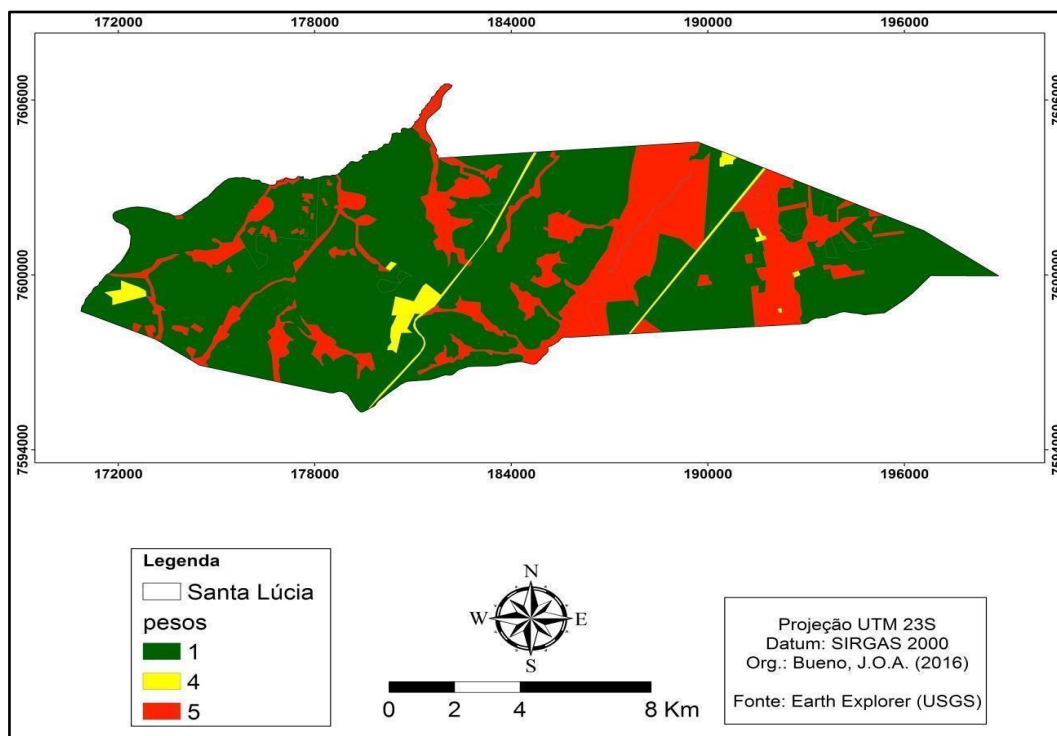 172000 178000 184000 190000 196000
7606000 7606000
7600000 7600000
7594000 7594000
172000 178000 184000 190000 196000
Legenda
Santa Lúcia
pesos
1
4
5
N
W E
S
0 2 4 8 Km
Projeção UTM 23S
Datum: SIRGAS 2000
Org.: Bueno, J.O.A. (2016)
Fonte: Earth Explorer (USGS)